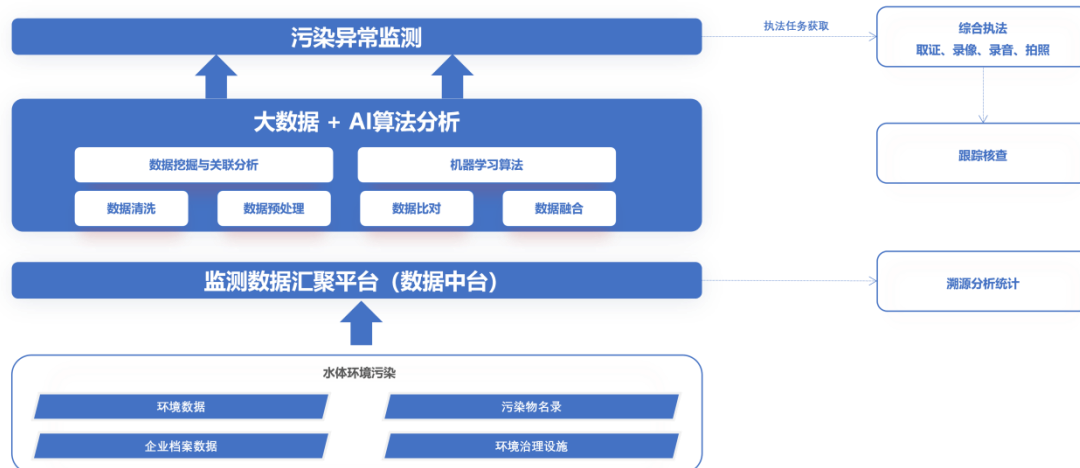 污染异常监测
执法任务获取
综合执法
取证、录像、录音、拍照
大数据 + AI算法分析
数据挖掘与关联分析
机器学习算法
数据清洗
数据预处理
数据比对
数据融合
跟踪核查
监测数据汇聚平台（数据中台）
溯源分析统计
水体环境污染
环境数据
污染物名录
企业档案数据
环境治理设施